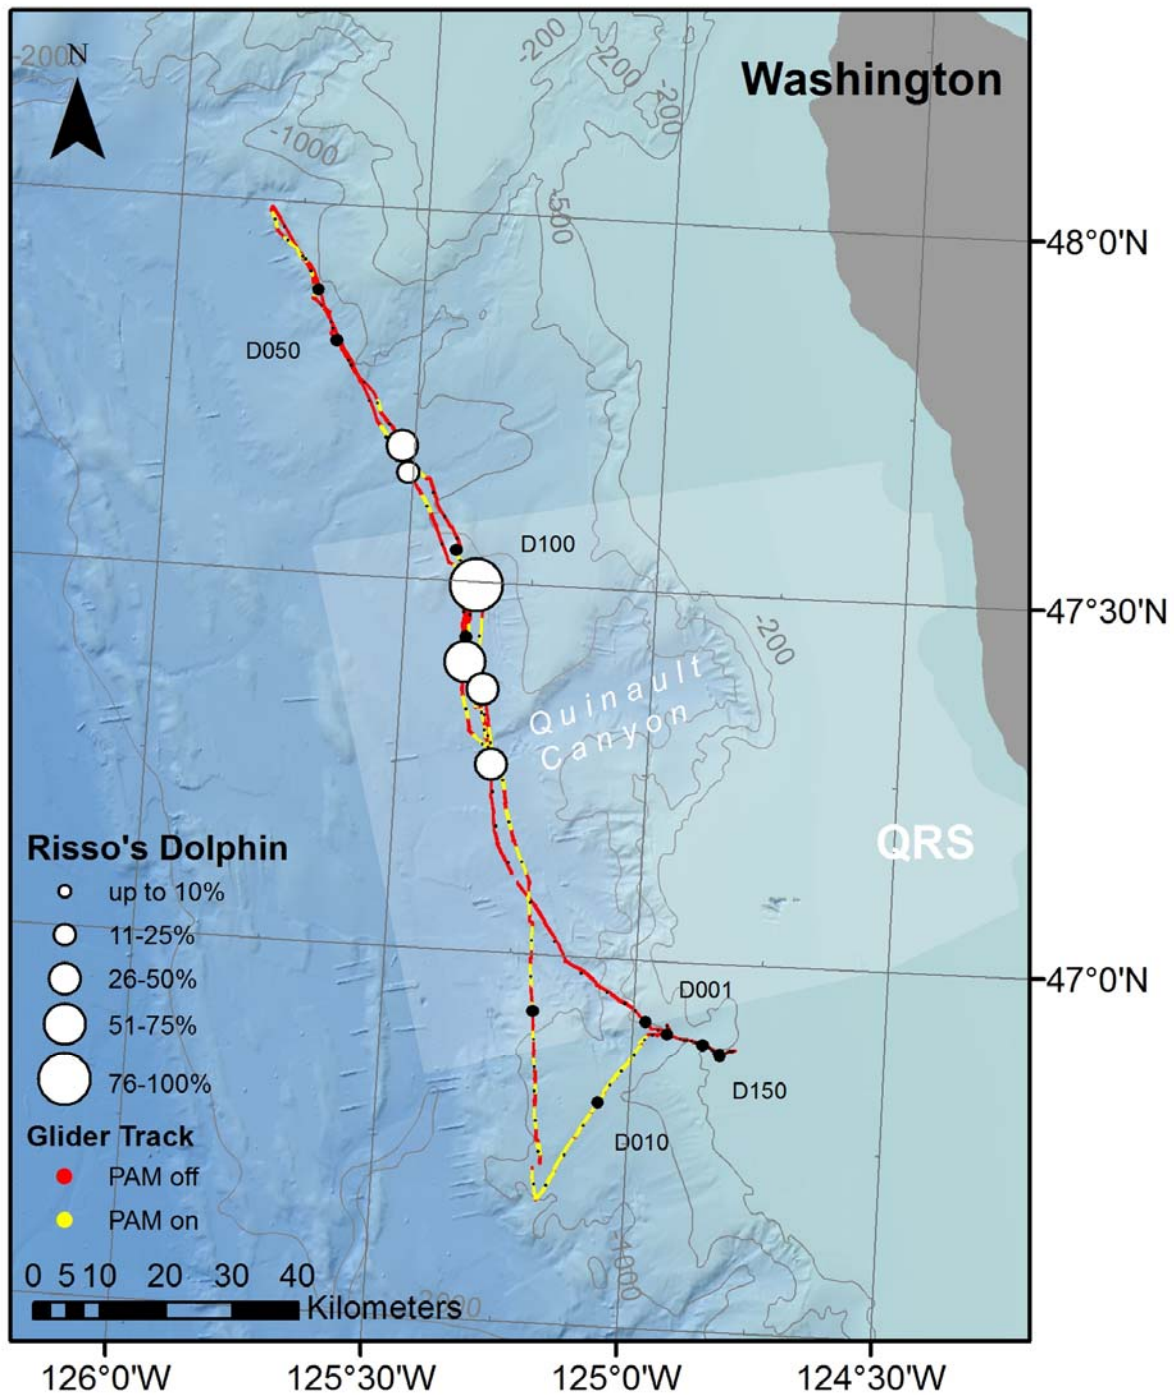 -2000
N
-200
-200
-200
Washington
-1000
-500
48°0'N
D050
D100
47°30'N
-200
Quinault
Canyon
Risso's Dolphin
QRS
up to 10%
11-25%
26-50%
51-75%
76-100%
47°0'N
D001
D150
D010
Glider Track
PAM off
PAM on
-1000
0 5 10 20 30 40
Kilometers
126°0'W 125°30'W 125°0'W 124°30'W